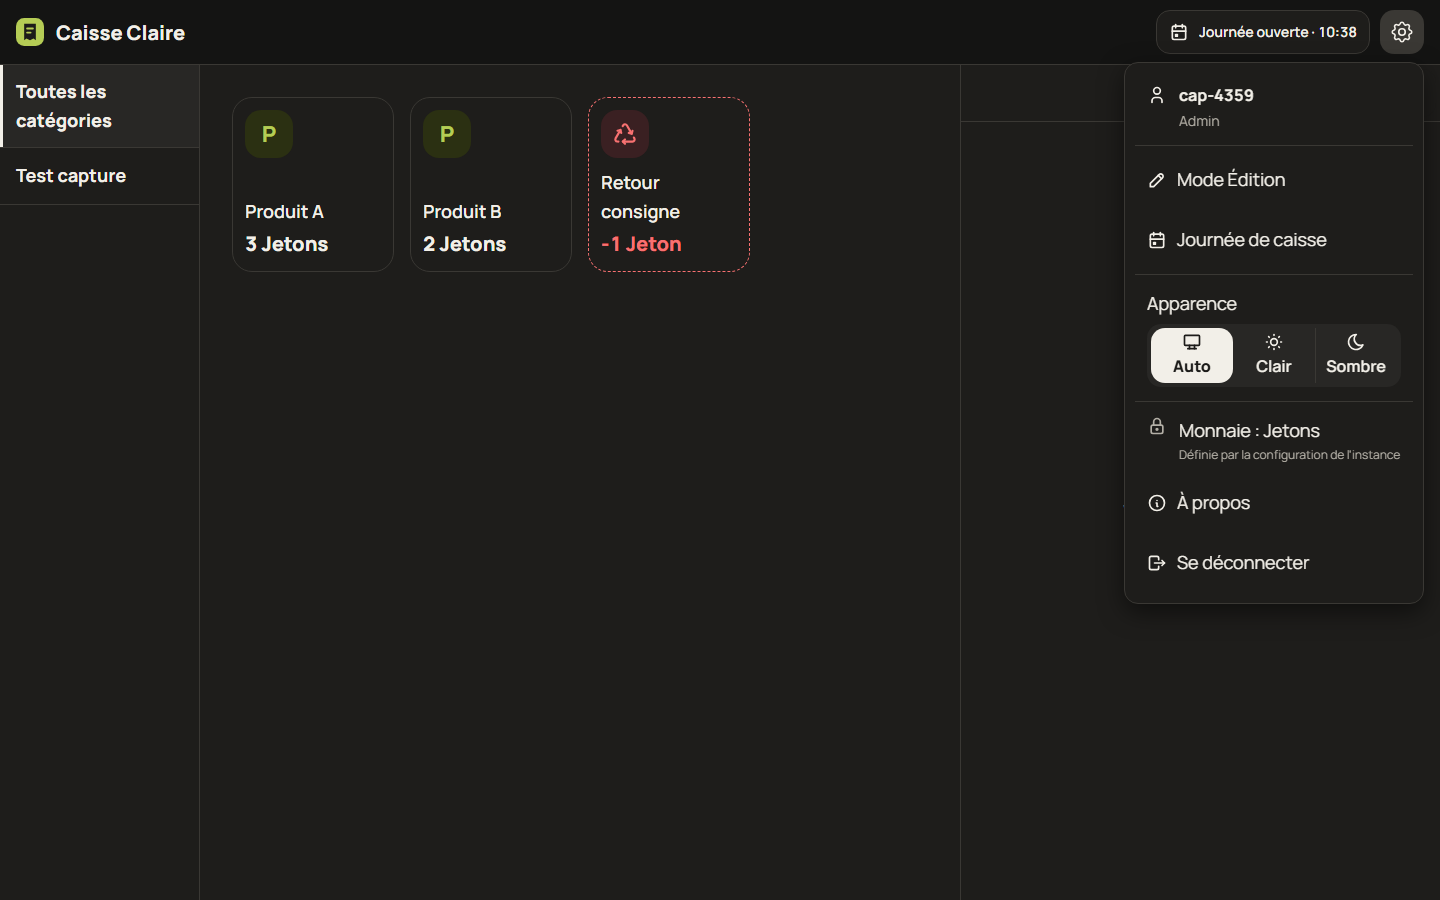 Caisse Claire
Journée ouverte · 10:38
Toutes les
catégories
Test capture
P
Produit A
3 Jetons
P
Produit B
2 Jetons
Retour
consigne
-1 Jeton
cap-4359
Admin
Mode Édition
Journée de caisse
Apparence
Auto
Clair
Sombre
Monnaie : Jetons
Définie par la configuration de l'instance
À propos
Se déconnecter